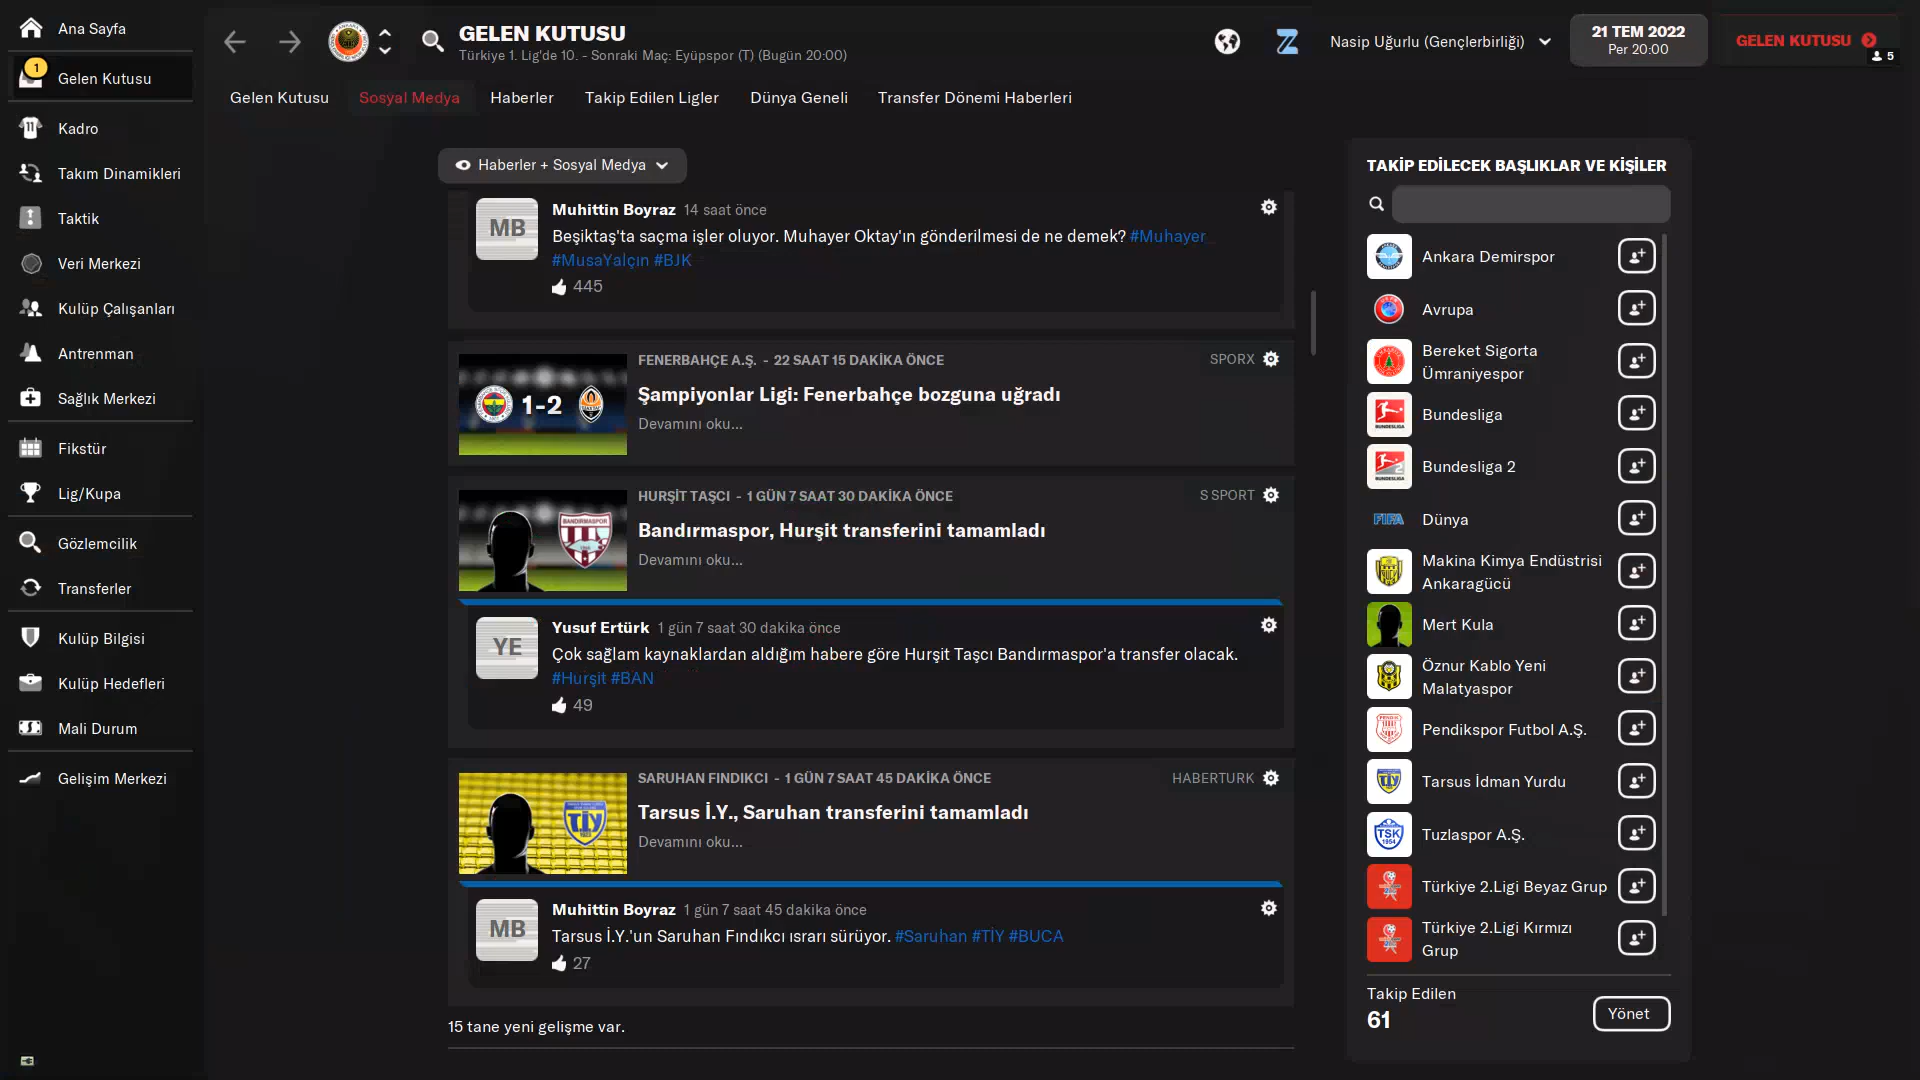 Ana Sayfa
1
Gelen Kutusu
Kadro
Takım Dinamikleri
Taktik
Veri Merkezi
Kulüp Çalışanları
Antrenman
Sağlık Merkezi
Fikstür
Lig/Kupa
Gözlemcilik
Transferler
Kulüp Bilgisi
Kulüp Hedefleri
Mali Durum
Gelişim Merkezi
GELEN KUTUSU
Türkiye 1. Lig'de 10. - Sonraki Maç: Eyüpspor (T) (Bugün 20:00)
Nasip Uğurlu (Gençlerbirliği)
21 TEM 2022
Per 20:00
GELEN KUTUSU
5
Gelen Kutusu
Sosyal Medya
Haberler
Takip Edilen Ligler
Dünya Geneli
Transfer Dönemi Haberleri
Haberler + Sosyal Medya
MB
Muhittin Boyraz 14 saat önce
Beşiktaş'ta saçma işler oluyor. Muhayer Oktay'ın gönderilmesi de ne demek? #Muhayer
#MusaYalçın #BJK
445
1-2
FENERBAHÇE A.Ş. - 22 SAAT 15 DAKİKA ÖNCE
SPORX
Şampiyonlar Ligi: Fenerbahçe bozguna uğradı
Devamını oku...
BANDIRMASPOR
HURŞİT TAŞCI - 1 GÜN 7 SAAT 30 DAKİKA ÖNCE
S SPORT
Bandırmaspor, Hurşit transferini tamamladı
Devamını oku...
YE
Yusuf Ertürk 1 gün 7 saat 30 dakika önce
Çok sağlam kaynaklardan aldığım habere göre Hurşit Taşcı Bandırmaspor'a transfer olacak.
#Hurşit #BAN
49
TİY
SARUHAN FINDIKCI - 1 GÜN 7 SAAT 45 DAKİKA ÖNCE
HABERTURK
Tarsus İ.Y., Saruhan transferini tamamladı
Devamını oku...
MB
Muhittin Boyraz 1 gün 7 saat 45 dakika önce
Tarsus İ.Y.'un Saruhan Fındıkcı ısrarı sürüyor. #Saruhan #TİY #BUCA
27
15 tane yeni gelişme var.
TAKİP EDİLECEK BAŞLIKLAR VE KİŞİLER
Ankara Demirspor
Avrupa
Bereket Sigorta
Ümraniyespor
Bundesliga
Bundesliga 2
FIFA
Dünya
Makina Kimya Endüstrisi
Ankaragücü
Mert Kula
Öznur Kablo Yeni
Malatyaspor
Pendikspor Futbol A.Ş.
Tarsus İdman Yurdu
TSK
1954
Tuzlaspor A.Ş.
Türkiye 2.Ligi Beyaz Grup
Türkiye 2.Ligi Kırmızı
Grup
Takip Edilen
61
Yönet